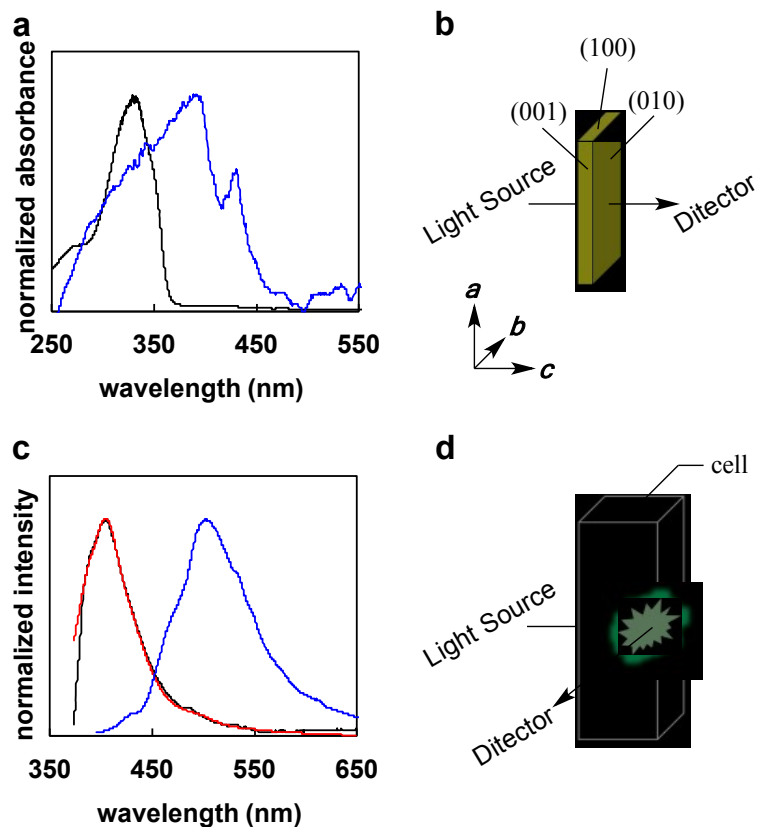 a
normalized absorbance
250 350 450 550
wavelength (nm)
b
(100)
(001)
(010)
Light Source
Ditector
a
b
c
c
normalized intensity
350 450 550 650
wavelength (nm)
d
cell
Light Source
Ditector